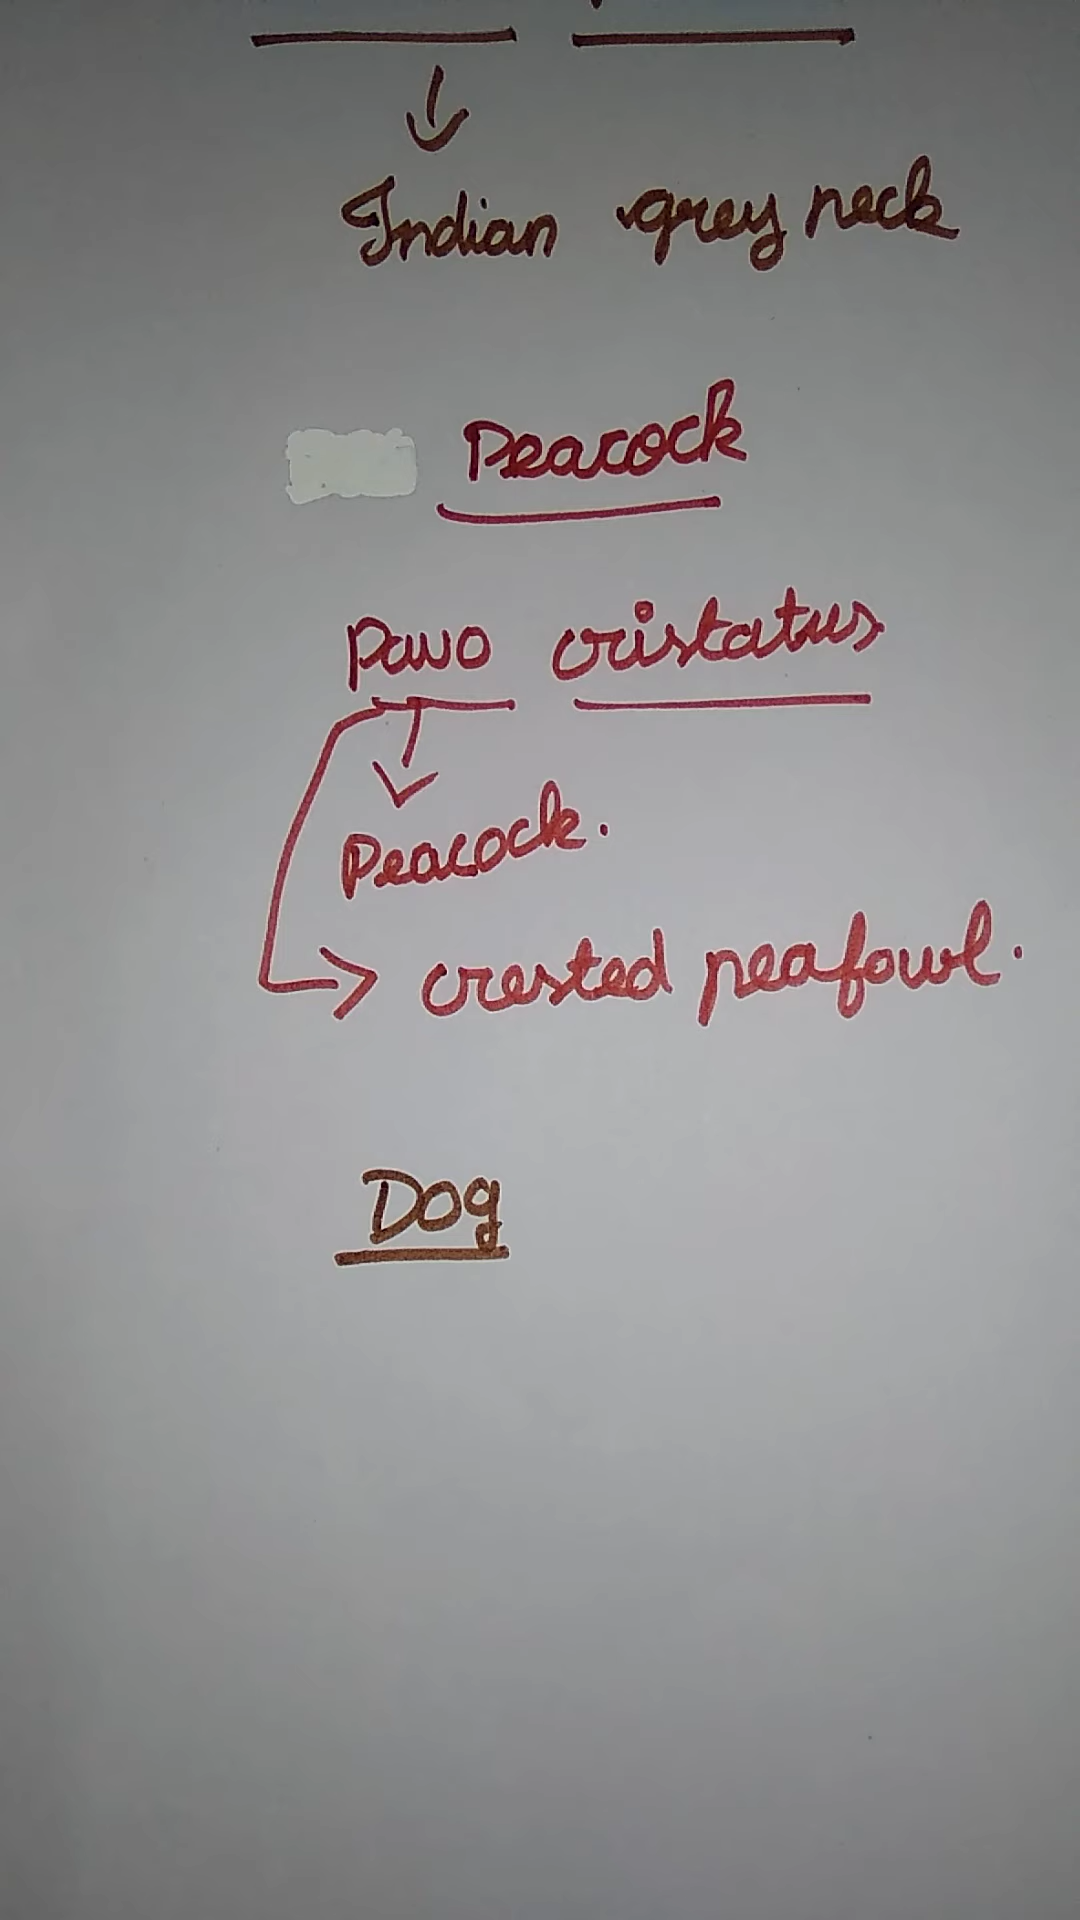 Indian grey neck
Peacock
Pavo cristatus
Peacock.
crested peafowl.
Dog